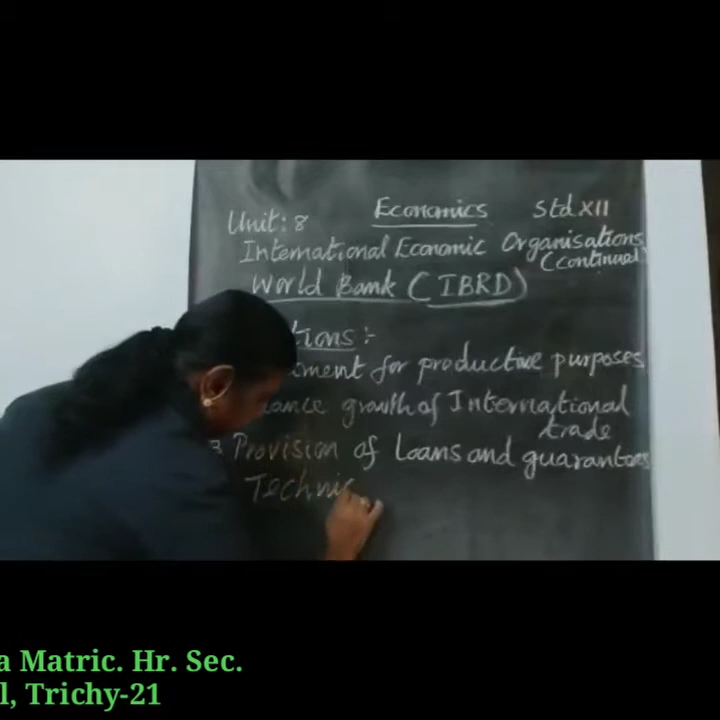 Economics Std XII
Unit: 8
International Economic Organisations
(continued)
World Bank (IBRD)
tions :-
tment for productive purposes
ance growth of International
trade
3 Provision of Loans and guarantees
Technic
a Matric. Hr. Sec.
l, Trichy-21